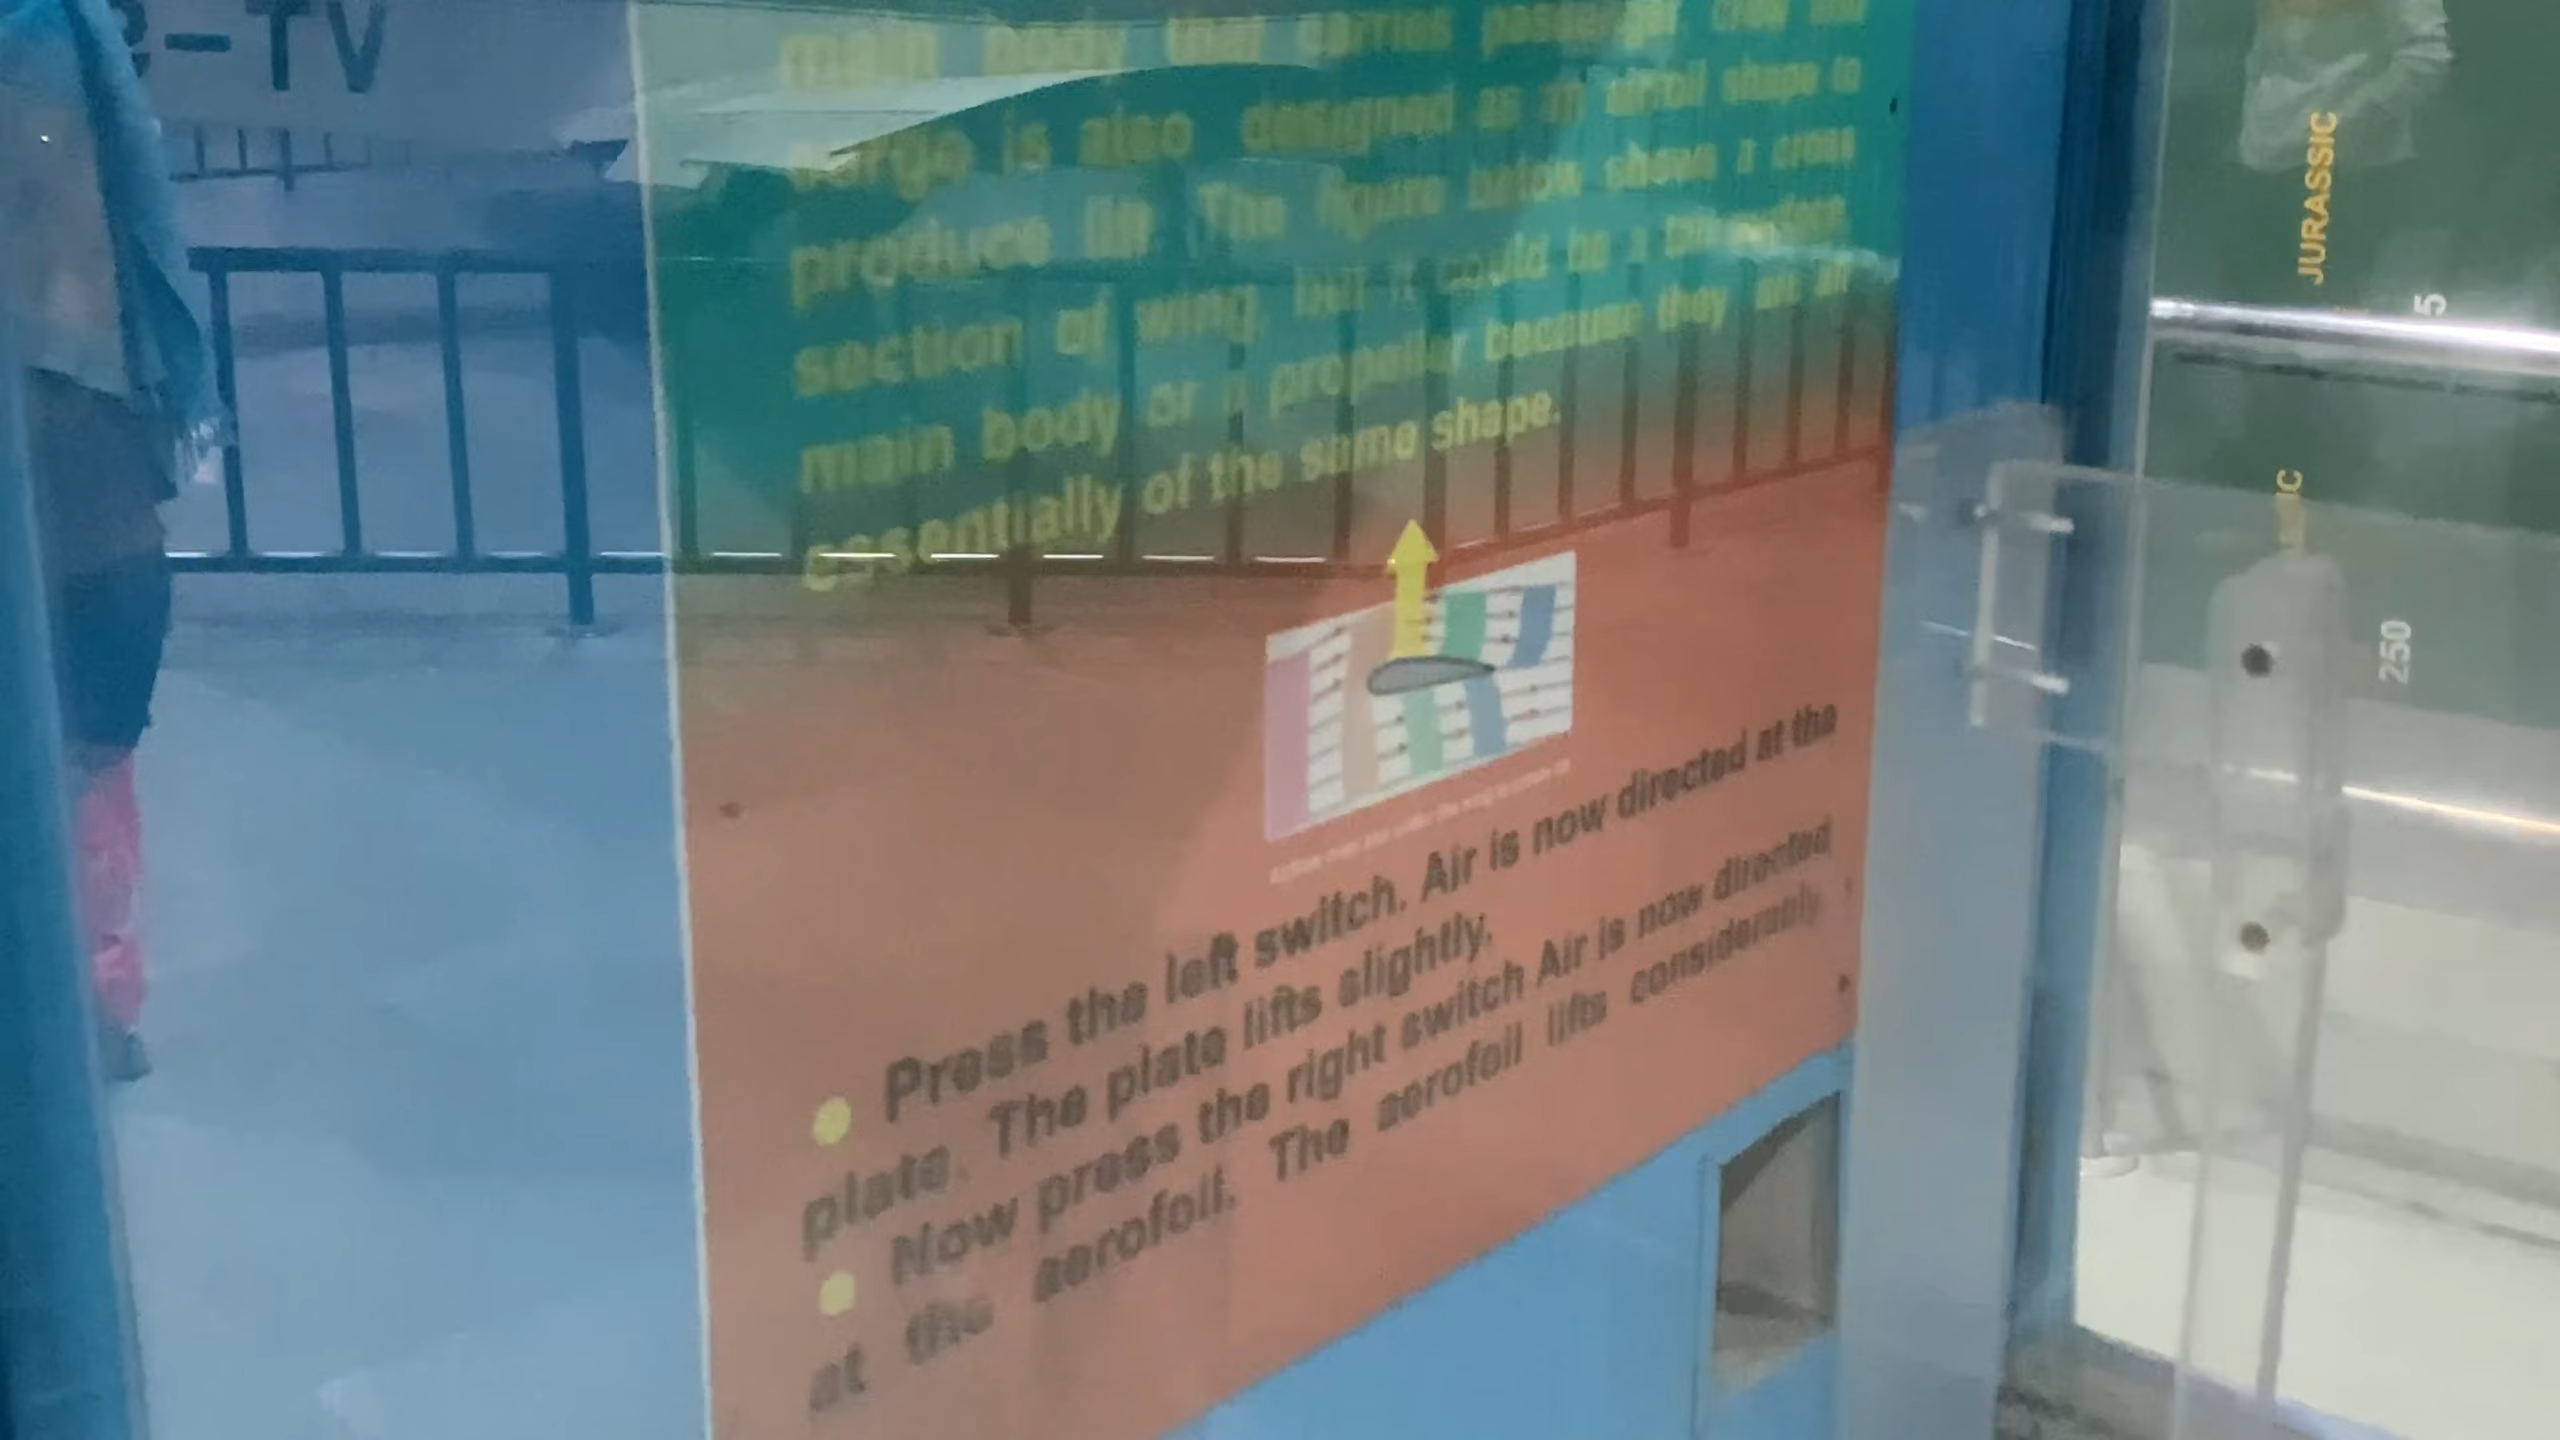 -TV
main body that carries passenger crew and
cargo is also designed as an airfoil shape to
produce lift. The figure below shows a cross
section of wing, but it could be a
main body or a propeller because they are all
essentially of the same shape.
Press the left switch. Air is now directed at the
plate. The plate lifts slightly.
Now press the right switch Air is now directed
at the aerofoil. The aerofoil lifts considerably
JURASSIC
5
250